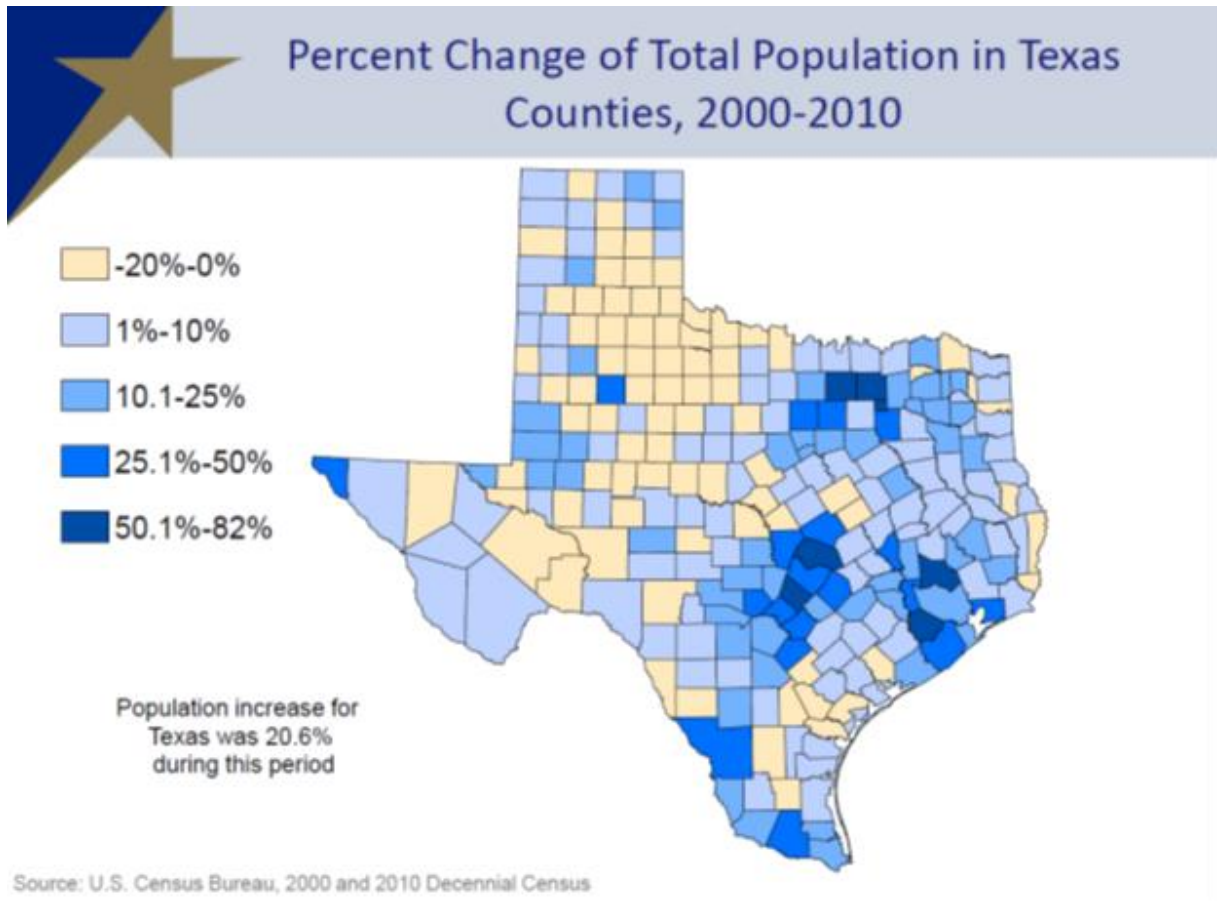 Percent Change of Total Population in Texas
Counties, 2000-2010
-20%-0%
1%-10%
10.1-25%
25.1%-50%
50.1%-82%
Population increase for
Texas was 20.6%
during this period
Source: U.S. Census Bureau, 2000 and 2010 Decennial Census